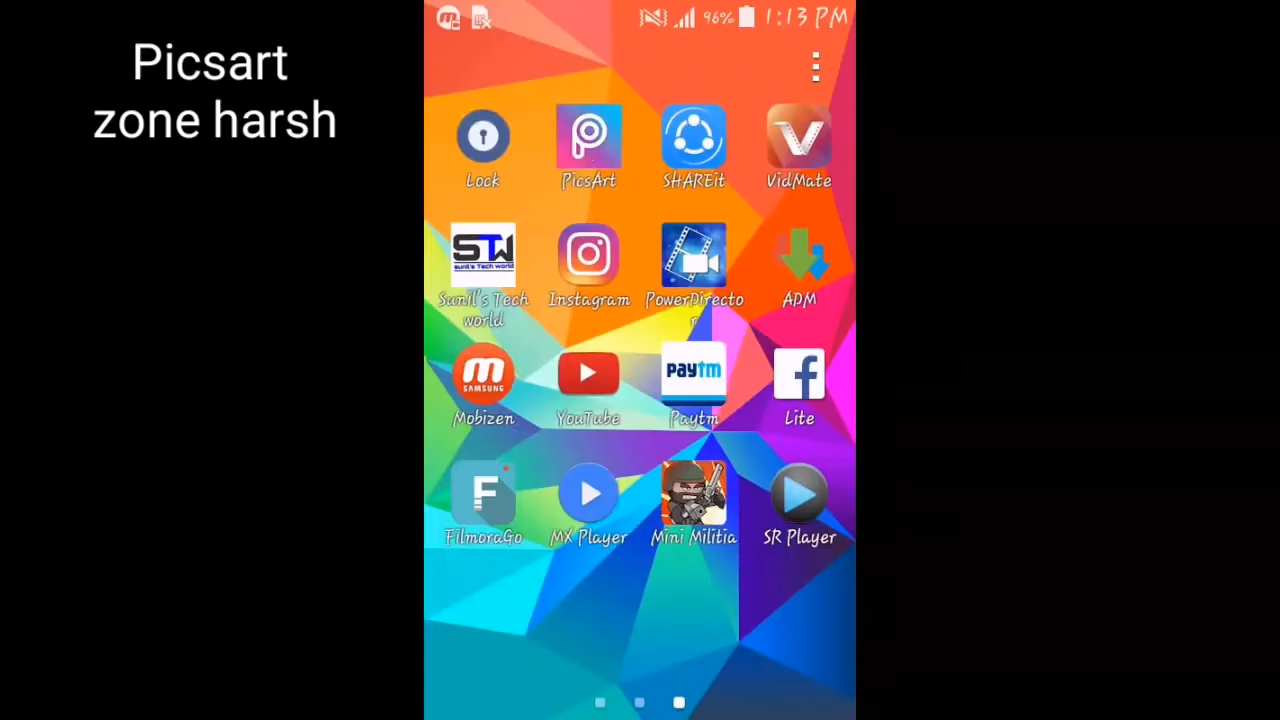 Picsart
zone harsh
96% 1:13 PM
Lock PicsArt SHAREit VidMate
STW
sunil's Tech world
Sunil's Tech world Instagram PowerDirector ADM
m
SAMSUNG
paytm
f
Mobizen YouTube Paytm Lite
F
FilmoraGo MX Player Mini Militia SR Player